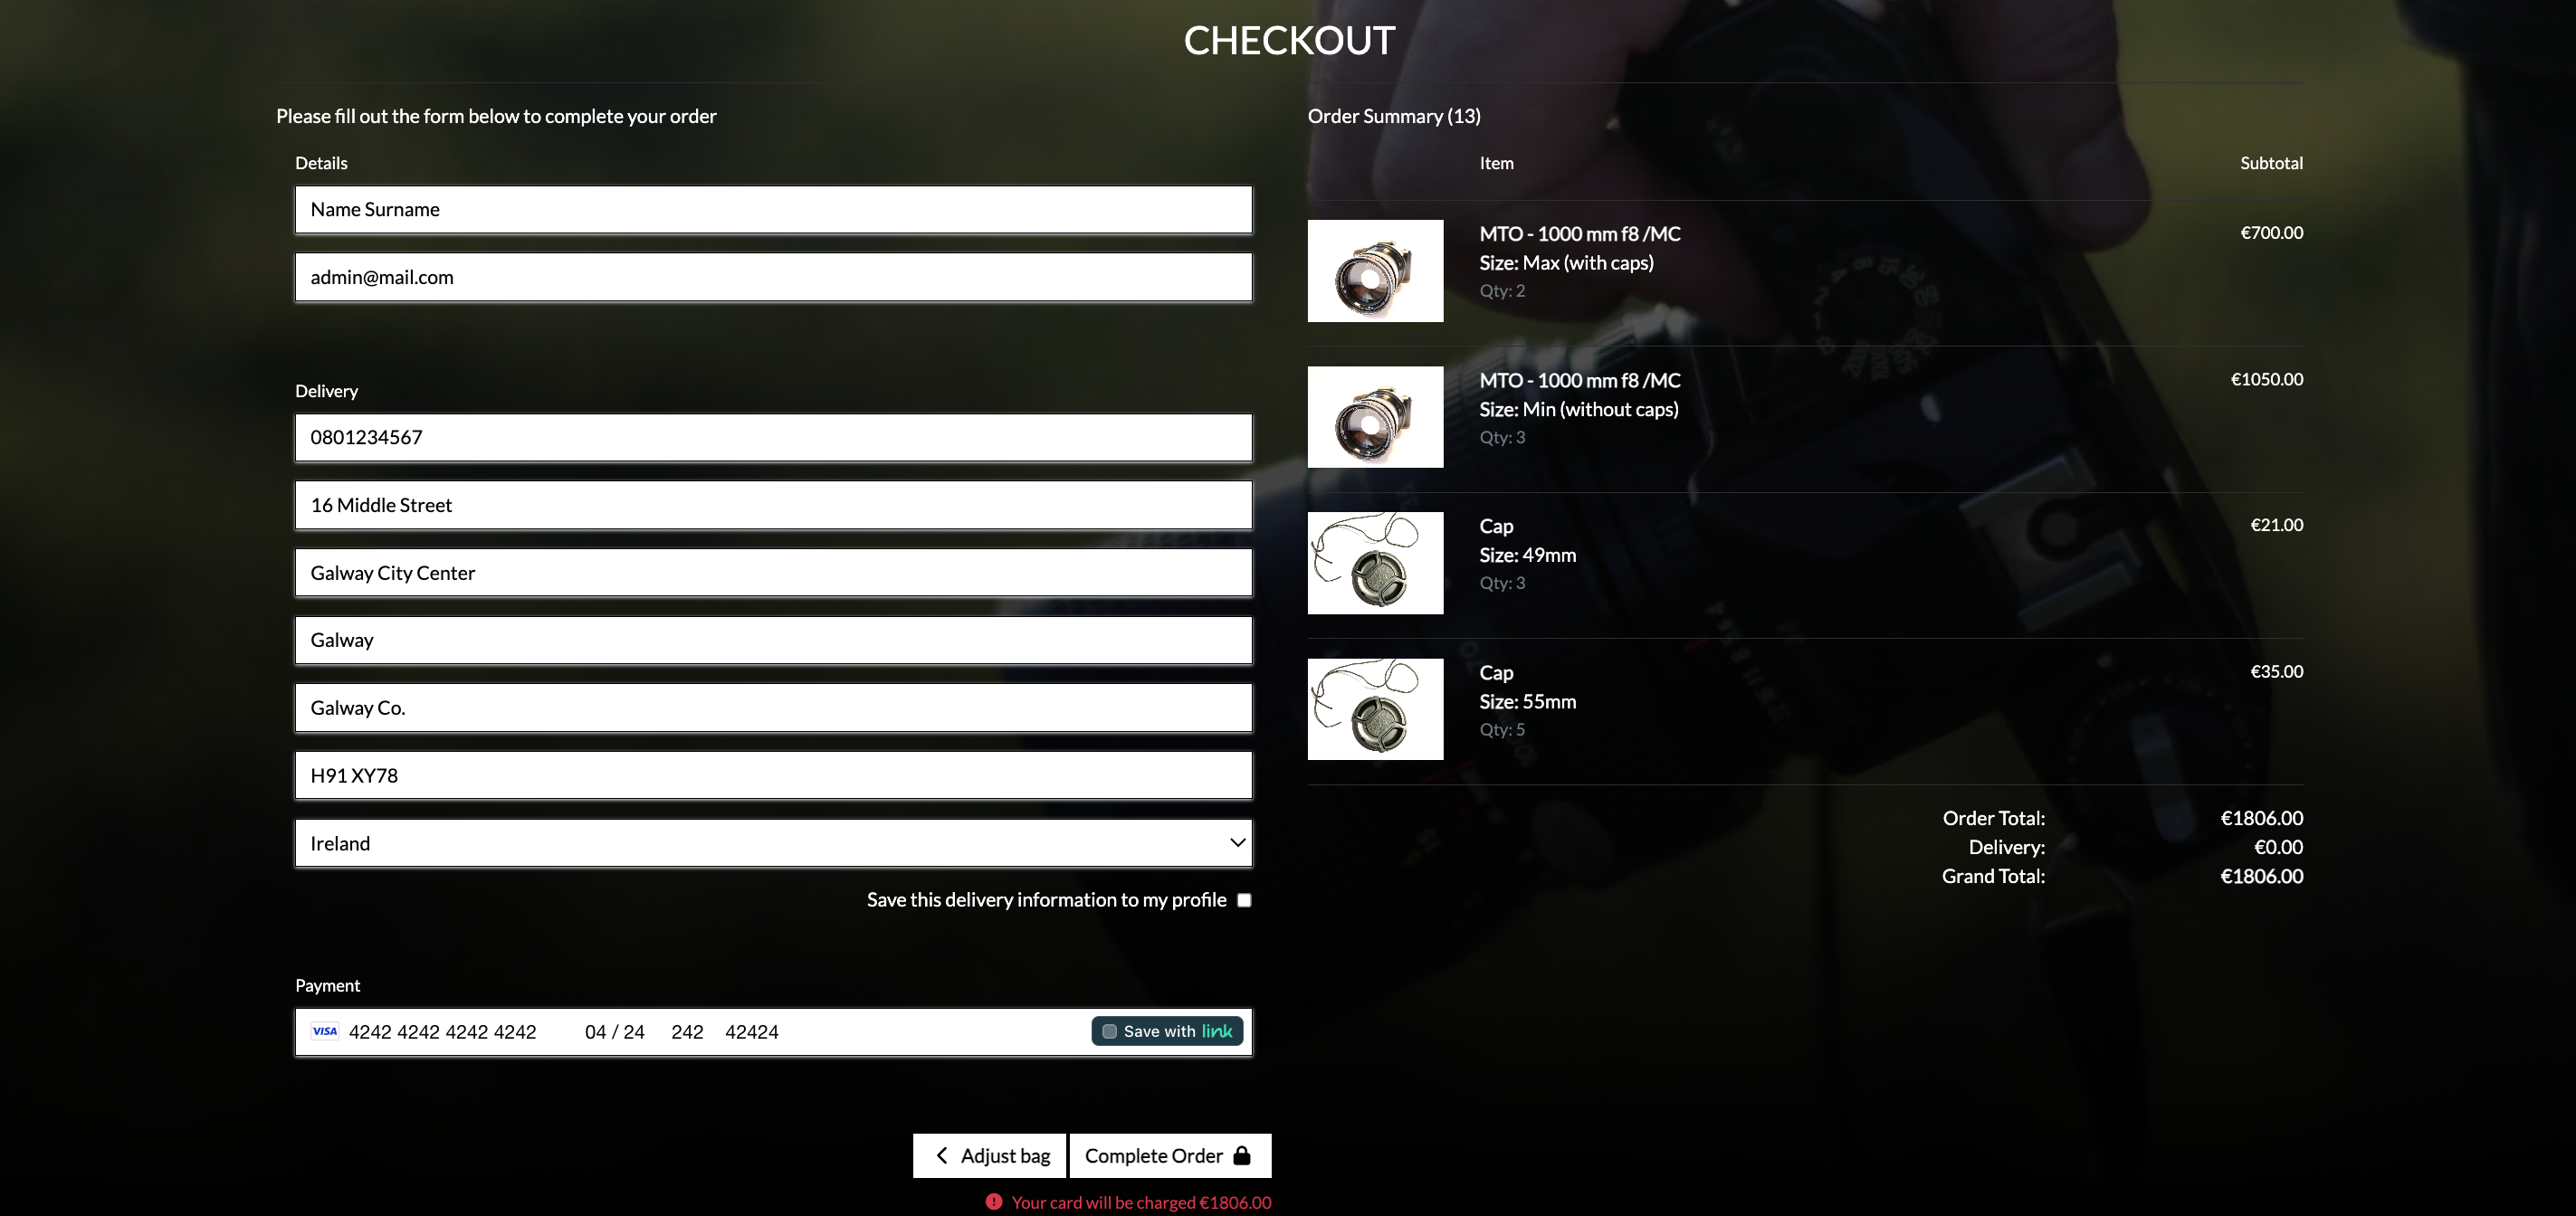 CHECKOUT
Please fill out the form below to complete your order
Details
Name Surname
admin@mail.com
Delivery
0801234567
16 Middle Street
Galway City Center
Galway
Galway Co.
H91 XY78
Ireland
Save this delivery information to my profile
Payment
VISA 4242 4242 4242 4242 04 / 24 242 42424 Save with link
Adjust bag Complete Order
Your card will be charged €1806.00
Order Summary (13)
Item Subtotal
MTO - 1000 mm f8 /MC €700.00
Size: Max (with caps)
Qty: 2
MTO - 1000 mm f8 /MC €1050.00
Size: Min (without caps)
Qty: 3
Cap €21.00
Size: 49mm
Qty: 3
Cap €35.00
Size: 55mm
Qty: 5
Order Total: €1806.00
Delivery: €0.00
Grand Total: €1806.00